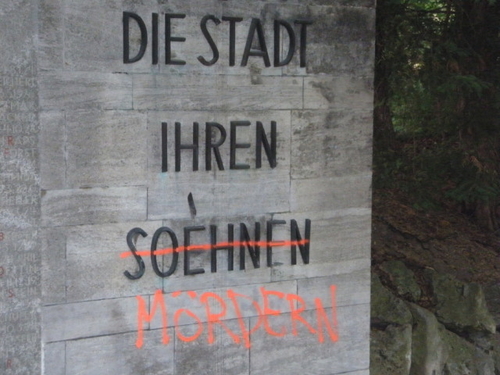 DIE STADT
IHREN
SOEHNEN
MÖRDERN